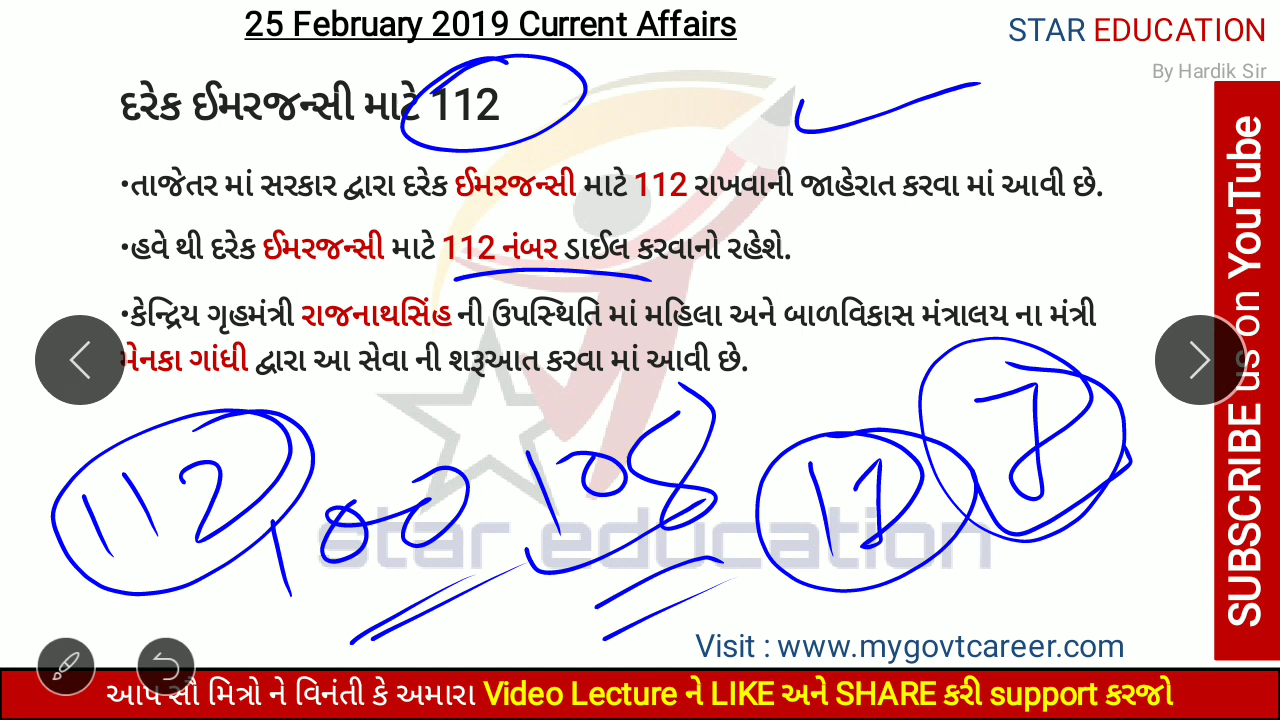 25 February 2019 Current Affairs
STAR EDUCATION
By Hardik Sir
દરેક ઈમરજન્સી માટે 112
•તાજેતર માં સરકાર દ્વારા દરેક ઈમરજન્સી માટે 112 રાખવાની જાહેરાત કરવા માં આવી છે.
•હવે થી દરેક ઈમરજન્સી માટે 112 નંબર ડાઈલ કરવાનો રહેશે.
•કેન્દ્રિય ગૃહમંત્રી રાજનાથસિંહ ની ઉપસ્થિતિ માં મહિલા અને બાળવિકાસ મંત્રાલય ના મંત્રી
મેનકા ગાંધી દ્વારા આ સેવા ની શરૂઆત કરવા માં આવી છે.
112 100 108
star education
Visit : www.mygovtcareer.com
SUBSCRIBE us on YouTube
આપ સૌ મિત્રો ને વિનંતી કે અમારા Video Lecture ને LIKE અને SHARE કરી support કરજો